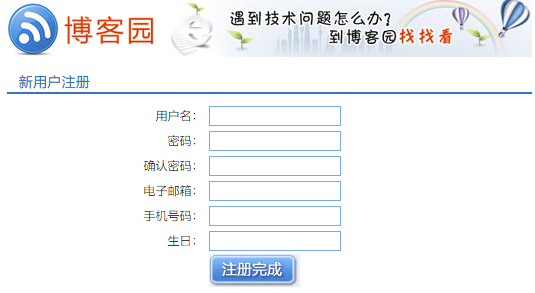 博客园
遇到技术问题怎么办?
到博客园找找看
新用户注册
用户名:
密码:
确认密码:
电子邮箱:
手机号码:
生日:
注册完成